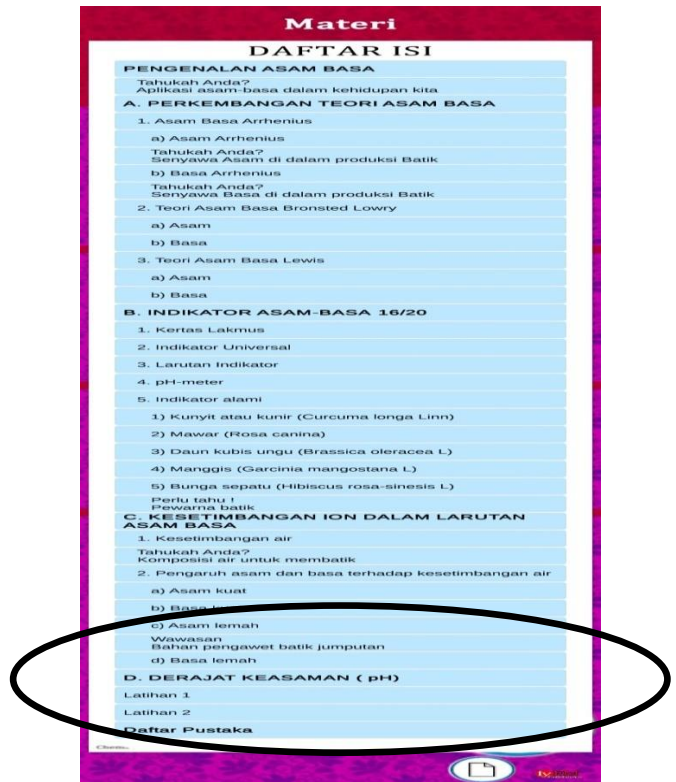 Materi
DAFTAR ISI
PENGENALAN ASAM BASA
Tahukah Anda?
Aplikasi asam-basa dalam kehidupan kita
A. PERKEMBANGAN TEORI ASAM BASA
1. Asam Basa Arrhenius
a) Asam Arrhenius
Tahukah Anda?
Senyawa Asam di dalam produksi Batik
b) Basa Arrhenius
Tahukah Anda?
Senyawa Basa di dalam produksi Batik
2. Teori Asam Basa Bronsted Lowry
a) Asam
b) Basa
3. Teori Asam Basa Lewis
a) Asam
b) Basa
B. INDIKATOR ASAM-BASA 16/20
1. Kertas Lakmus
2. Indikator Universal
3. Larutan Indikator
4. pH-meter
5. Indikator alami
1) Kunyit atau kunir (Curcuma longa Linn)
2) Mawar (Rosa canina)
3) Daun kubis ungu (Brassica oleracea L)
4) Manggis (Garcinia mangostana L)
5) Bunga sepatu (Hibiscus rosa-sinesis L)
Perlu tahu !
Pewarna batik
C. KESETIMBANGAN ION DALAM LARUTAN
ASAM BASA
1. Kesetimbangan air
Tahukah Anda?
Komposisi air untuk membatik
2. Pengaruh asam dan basa terhadap kesetimbangan air
a) Asam kuat
b) Basa
c) Asam lemah
Wawasan
Bahan pengawet batik jumputan
d) Basa lemah
D. DERAJAT KEASAMAN ( pH)
Latihan 1
Latihan 2
Daftar Pustaka